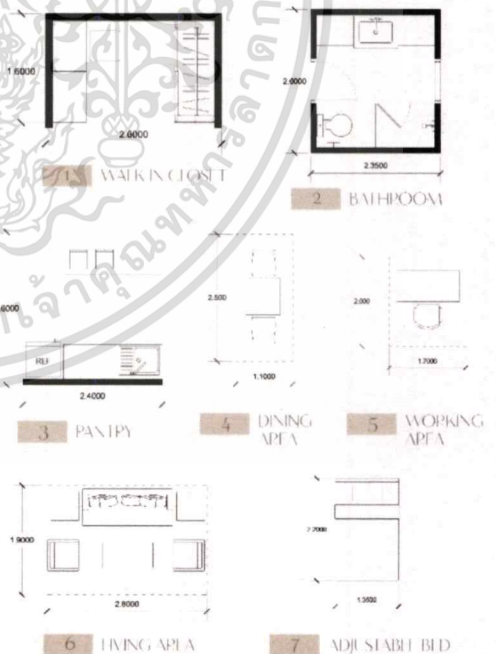 1.6000
2.6000
1 WALK IN CLOSET
2.6000
2.3500
2 BATHROOM
6000
REF
2.4000
3 PANTRY
2.500
1.1000
4 DINING
AREA
2.000
1.7000
5 WORKING
AREA
1.9000
2.8000
6 LIVING AREA
1.3500
7 ADJUSTABLE BED